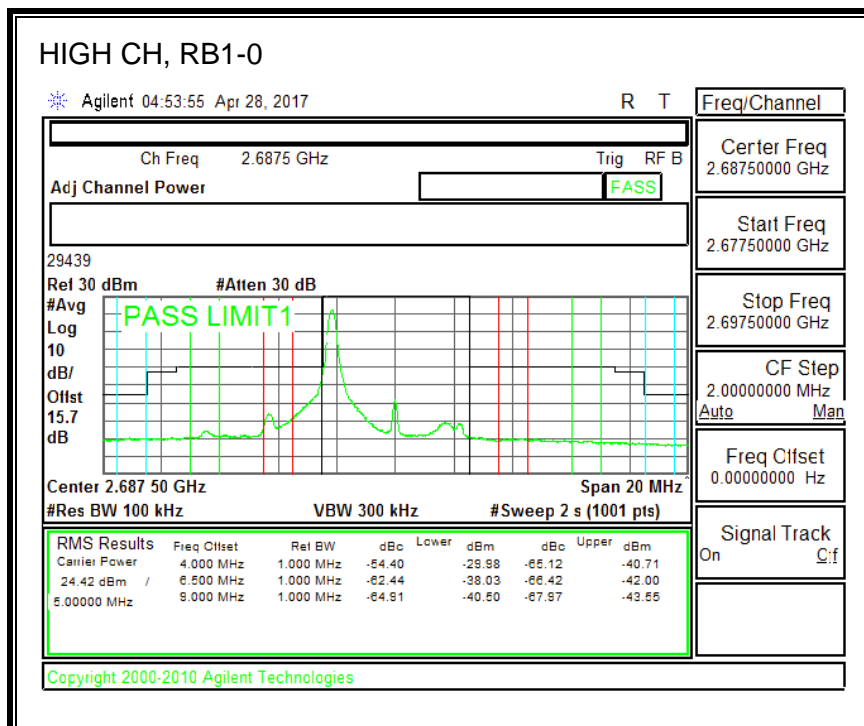 HIGH CH, RB1-0
Agilent 04:53:55 Apr 28, 2017 R T
Freq/Channel
Ch Freq 2.6875 GHz Trig RF B
Adj Channel Power PASS
Center Freq
2.68750000 GHz
Start Freq
2.67750000 GHz
29439
Ref 30 dBm #Atten 30 dB
#Avg
Log
10
dB/
Offst
15.7
dB
PASS LIMIT1
Stop Freq
2.69750000 GHz
CF Step
2.00000000 MHz
Auto Man
Freq Offset
0.00000000 Hz
Center 2.687 50 GHz Span 20 MHz
#Res BW 100 kHz VBW 300 kHz #Sweep 2 s (1001 pts)
Signal Track
On Off
RMS Results Freq Offset Ref BW dBc Lower dBm dBc Upper dBm
Carrier Power 4.000 MHz 1.000 MHz -54.40 -29.98 -65.12 -40.71
24.42 dBm / 6.500 MHz 1.000 MHz -62.44 -38.03 -66.42 -42.00
5.00000 MHz 9.000 MHz 1.000 MHz -64.91 -40.50 -67.97 -43.55
Copyright 2000-2010 Agilent Technologies